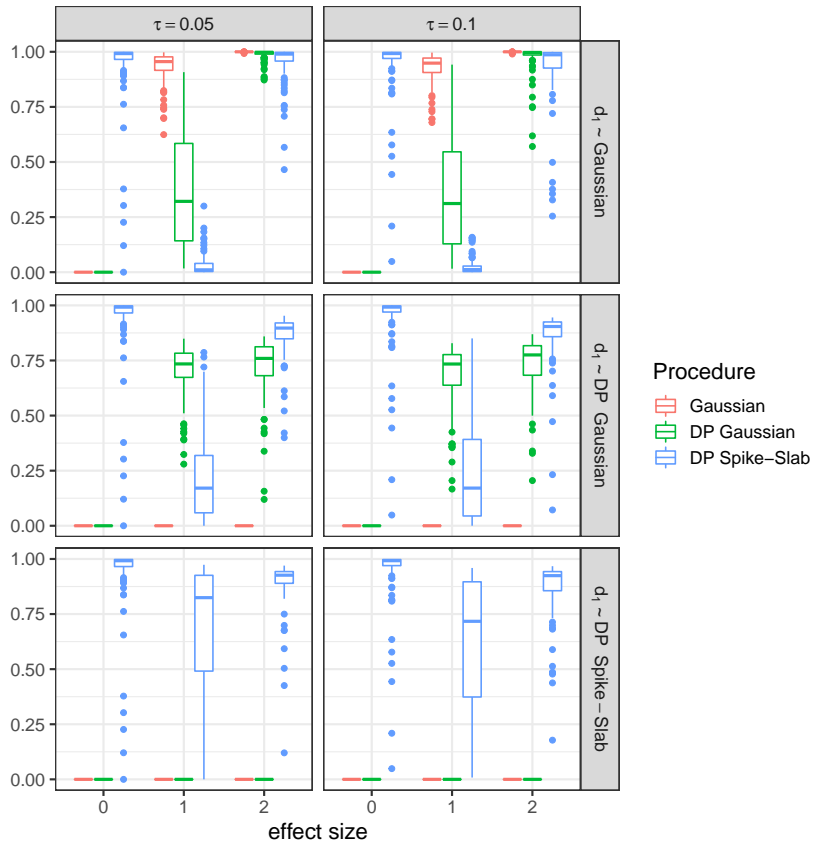 τ = 0.05
τ = 0.1
1.00
0.75
0.50
0.25
0.00
d₁ ~ Gaussian
1.00
0.75
0.50
0.25
0.00
d₁ ~ DP Gaussian
1.00
0.75
0.50
0.25
0.00
d₁ ~ DP Spike−Slab
0 1 2
0 1 2
effect size
Procedure
Gaussian
DP Gaussian
DP Spike−Slab